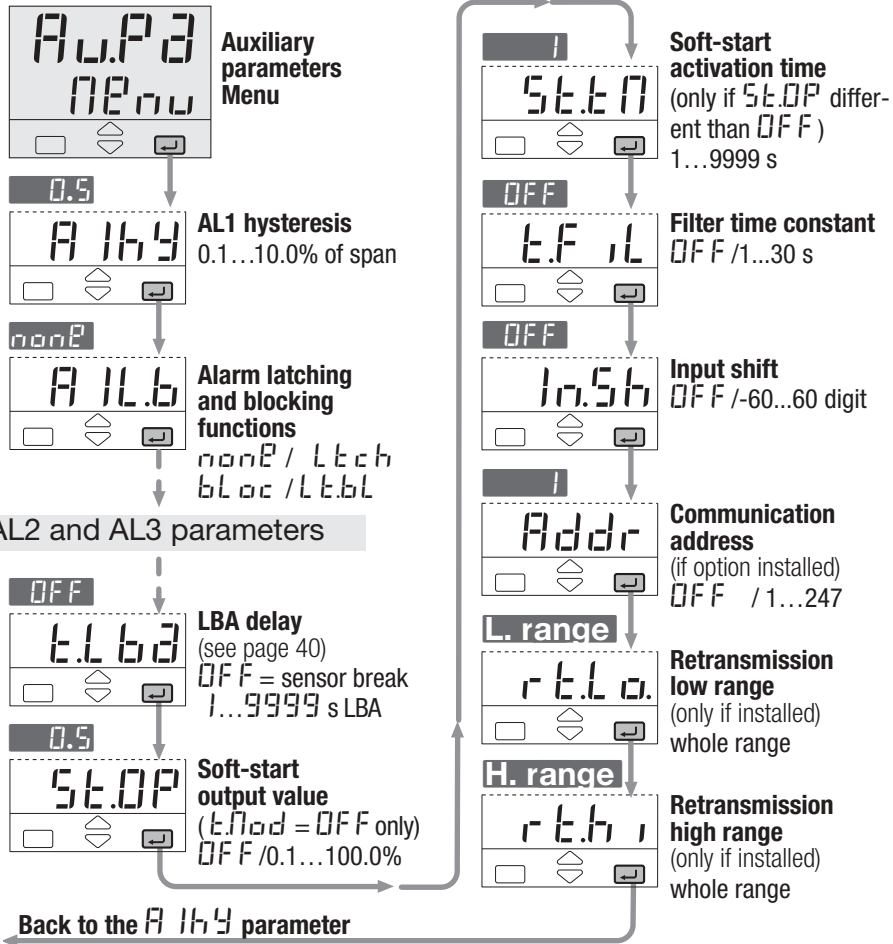 Au.Pa
Menu
Auxiliary
parameters
Menu
0.5
A1hy
AL1 hysteresis
0.1…10.0% of span
none
A1L.b
Alarm latching
and blocking
functions
none / Ltch
bLoc / Lt.bL
AL2 and AL3 parameters
OFF
t.Lba
LBA delay
(see page 40)
OFF = sensor break
1…9999 s LBA
0.5
St.OP
Soft-start
output value
(t.Mod = OFF only)
OFF /0.1…100.0%
Back to the A1hy parameter
1
St.tM
Soft-start
activation time
(only if St.OP differ-
ent than OFF)
1…9999 s
OFF
t.FiL
Filter time constant
OFF /1...30 s
OFF
In.Sh
Input shift
OFF /-60...60 digit
1
Addr
Communication
address
(if option installed)
OFF / 1…247
L. range
rt.Lo.
Retransmission
low range
(only if installed)
whole range
H. range
rt.hi
Retransmission
high range
(only if installed)
whole range